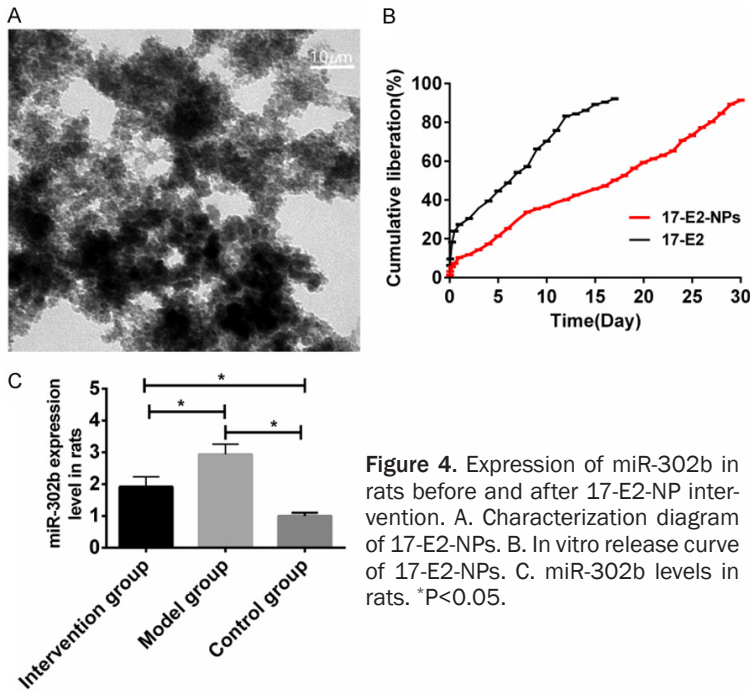 A
10μm
B
Cumulative liberation(%)
100
80
60
40
20
0
17-E2-NPs
17-E2
0 5 10 15 20 25 30
Time(Day)
C
miR-302b expression
level in rats
5
4
3
2
1
0
*
*
*
Intervention group
Model group
Control group
Figure 4. Expression of miR-302b in
rats before and after 17-E2-NP inter-
vention. A. Characterization diagram
of 17-E2-NPs. B. In vitro release curve
of 17-E2-NPs. C. miR-302b levels in
rats. *P<0.05.